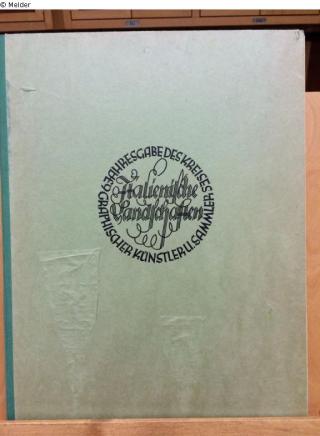 © Melder
9. JAHRESGABE DES KREISES GRAPHISCHER KÜNSTLER U. SAMMLER
Italienische
Landschaften